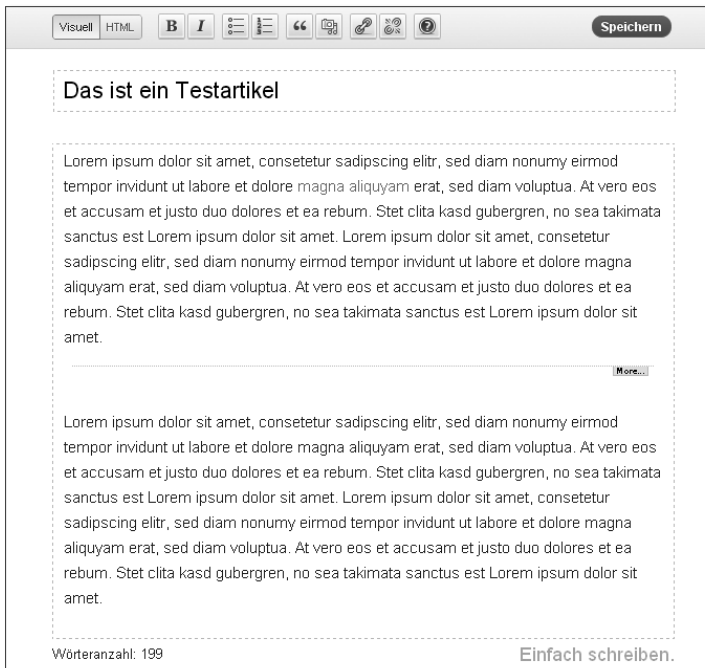 Visuell HTML B I “ ? Speichern
Das ist ein Testartikel
Lorem ipsum dolor sit amet, consetetur sadipscing elitr, sed diam nonumy eirmod
tempor invidunt ut labore et dolore magna aliquyam erat, sed diam voluptua. At vero eos
et accusam et justo duo dolores et ea rebum. Stet clita kasd gubergren, no sea takimata
sanctus est Lorem ipsum dolor sit amet. Lorem ipsum dolor sit amet, consetetur
sadipscing elitr, sed diam nonumy eirmod tempor invidunt ut labore et dolore magna
aliquyam erat, sed diam voluptua. At vero eos et accusam et justo duo dolores et ea
rebum. Stet clita kasd gubergren, no sea takimata sanctus est Lorem ipsum dolor sit
amet.
More...
Lorem ipsum dolor sit amet, consetetur sadipscing elitr, sed diam nonumy eirmod
tempor invidunt ut labore et dolore magna aliquyam erat, sed diam voluptua. At vero eos
et accusam et justo duo dolores et ea rebum. Stet clita kasd gubergren, no sea takimata
sanctus est Lorem ipsum dolor sit amet. Lorem ipsum dolor sit amet, consetetur
sadipscing elitr, sed diam nonumy eirmod tempor invidunt ut labore et dolore magna
aliquyam erat, sed diam voluptua. At vero eos et accusam et justo duo dolores et ea
rebum. Stet clita kasd gubergren, no sea takimata sanctus est Lorem ipsum dolor sit
amet.
Wörteranzahl: 199 Einfach schreiben.